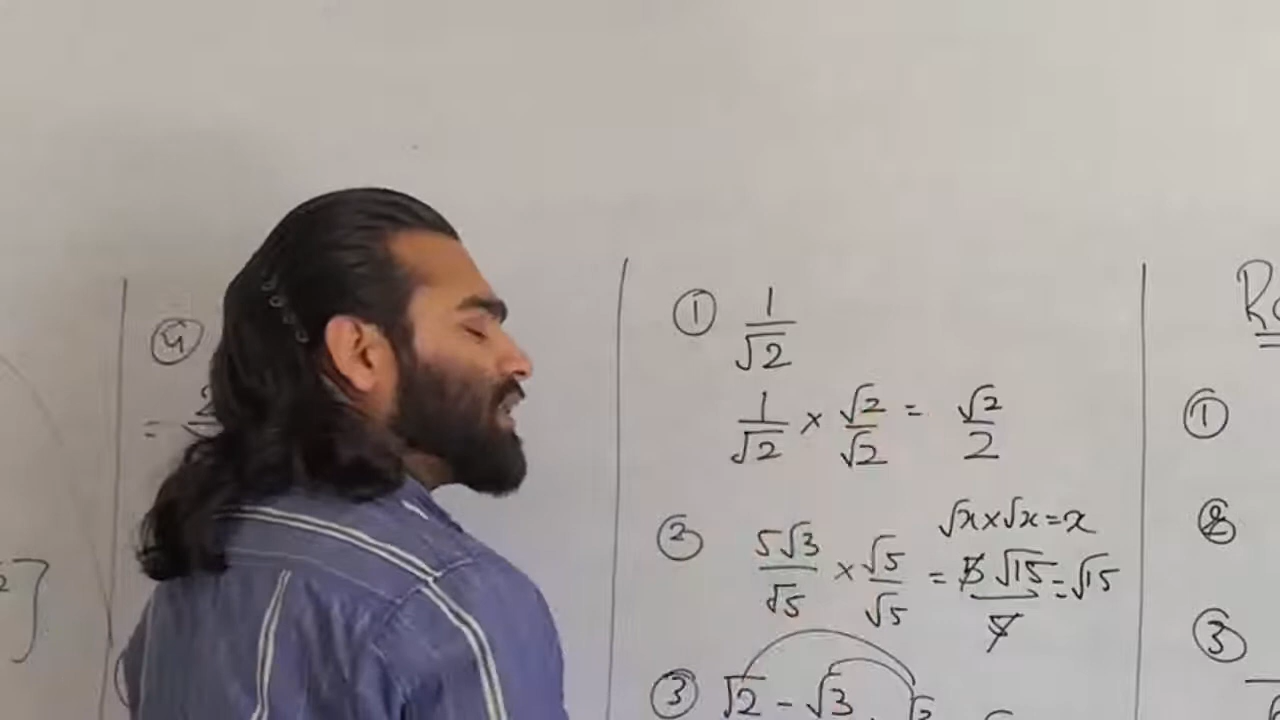 ④
=
① 1/√2
1/√2 × √2/√2 = √2/2
√x×√x=x
② 5√3/√5 × √5/√5 = 5√15/5 = √15
③ √2 - √3
①
②
③